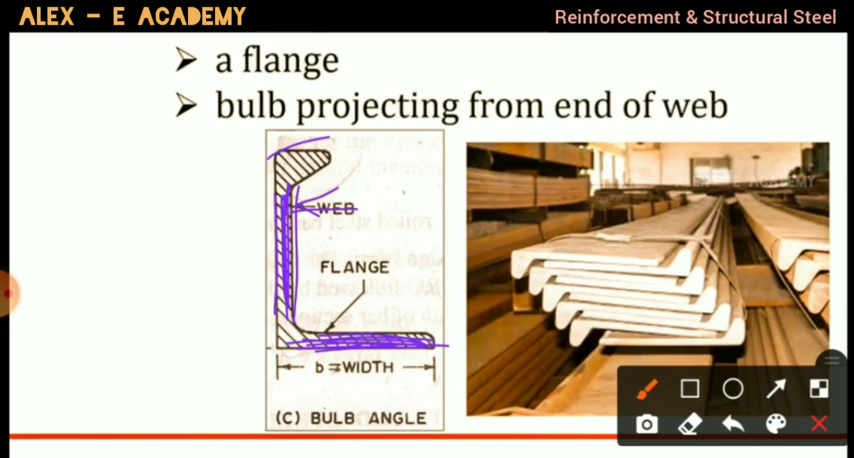 ALEX – E ACADEMY
Reinforcement & Structural Steel
➢ a flange
➢ bulb projecting from end of web
WEB
FLANGE
b = WIDTH
(C) BULB ANGLE